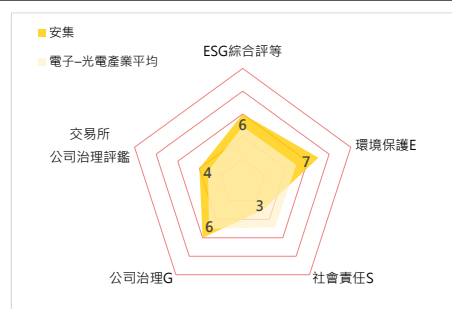 安集
電子–光電產業平均
ESG綜合評等
6
環境保護E
7
交易所
公司治理評鑑
4
3
6
公司治理G
社會責任S